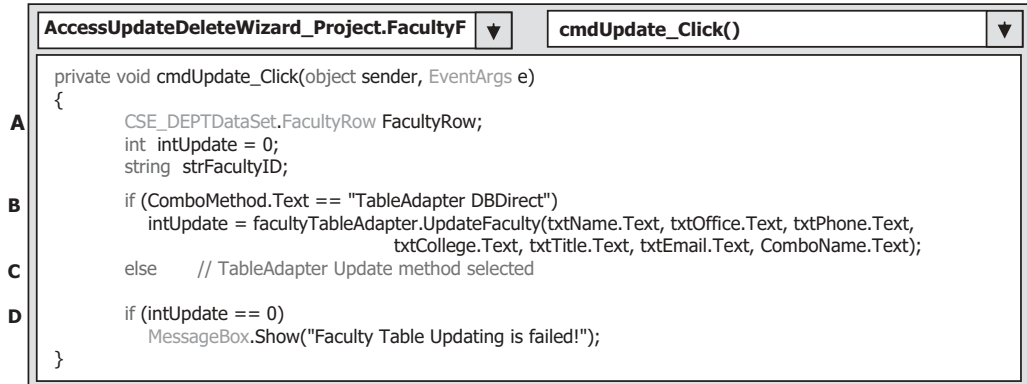 AccessUpdateDeleteWizard_Project.FacultyF cmdUpdate_Click()
private void cmdUpdate_Click(object sender, EventArgs e)
{
A CSE_DEPTDataSet.FacultyRow FacultyRow;
int intUpdate = 0;
string strFacultyID;
B if (ComboMethod.Text == "TableAdapter DBDirect")
intUpdate = facultyTableAdapter.UpdateFaculty(txtName.Text, txtOffice.Text, txtPhone.Text,
txtCollege.Text, txtTitle.Text, txtEmail.Text, ComboName.Text);
C else // TableAdapter Update method selected
D if (intUpdate == 0)
MessageBox.Show("Faculty Table Updating is failed!");
}